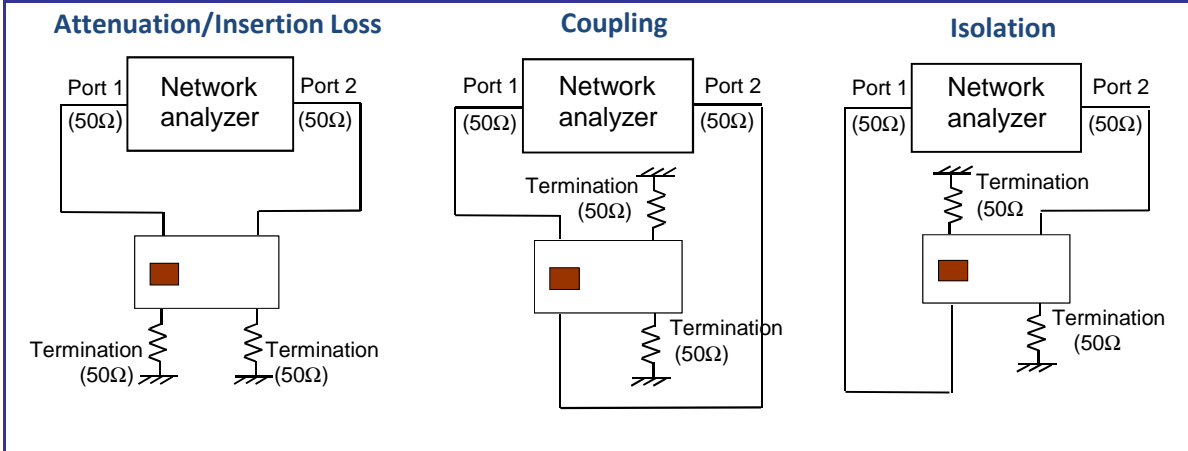 Attenuation/Insertion Loss
Port 1
(50Ω)
Network
analyzer
Port 2
(50Ω)
Termination
(50Ω)
Termination
(50Ω)
Coupling
Port 1
(50Ω)
Network
analyzer
Port 2
(50Ω)
Termination
(50Ω)
Termination
(50Ω)
Isolation
Port 1
(50Ω)
Network
analyzer
Port 2
(50Ω)
Termination
(50Ω
Termination
(50Ω